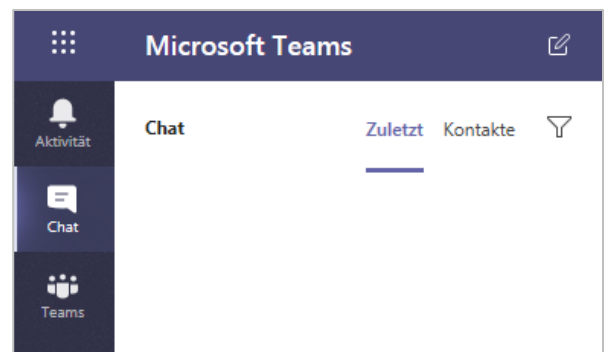 Microsoft Teams
Aktivität
Chat Zuletzt Kontakte
Chat
Teams